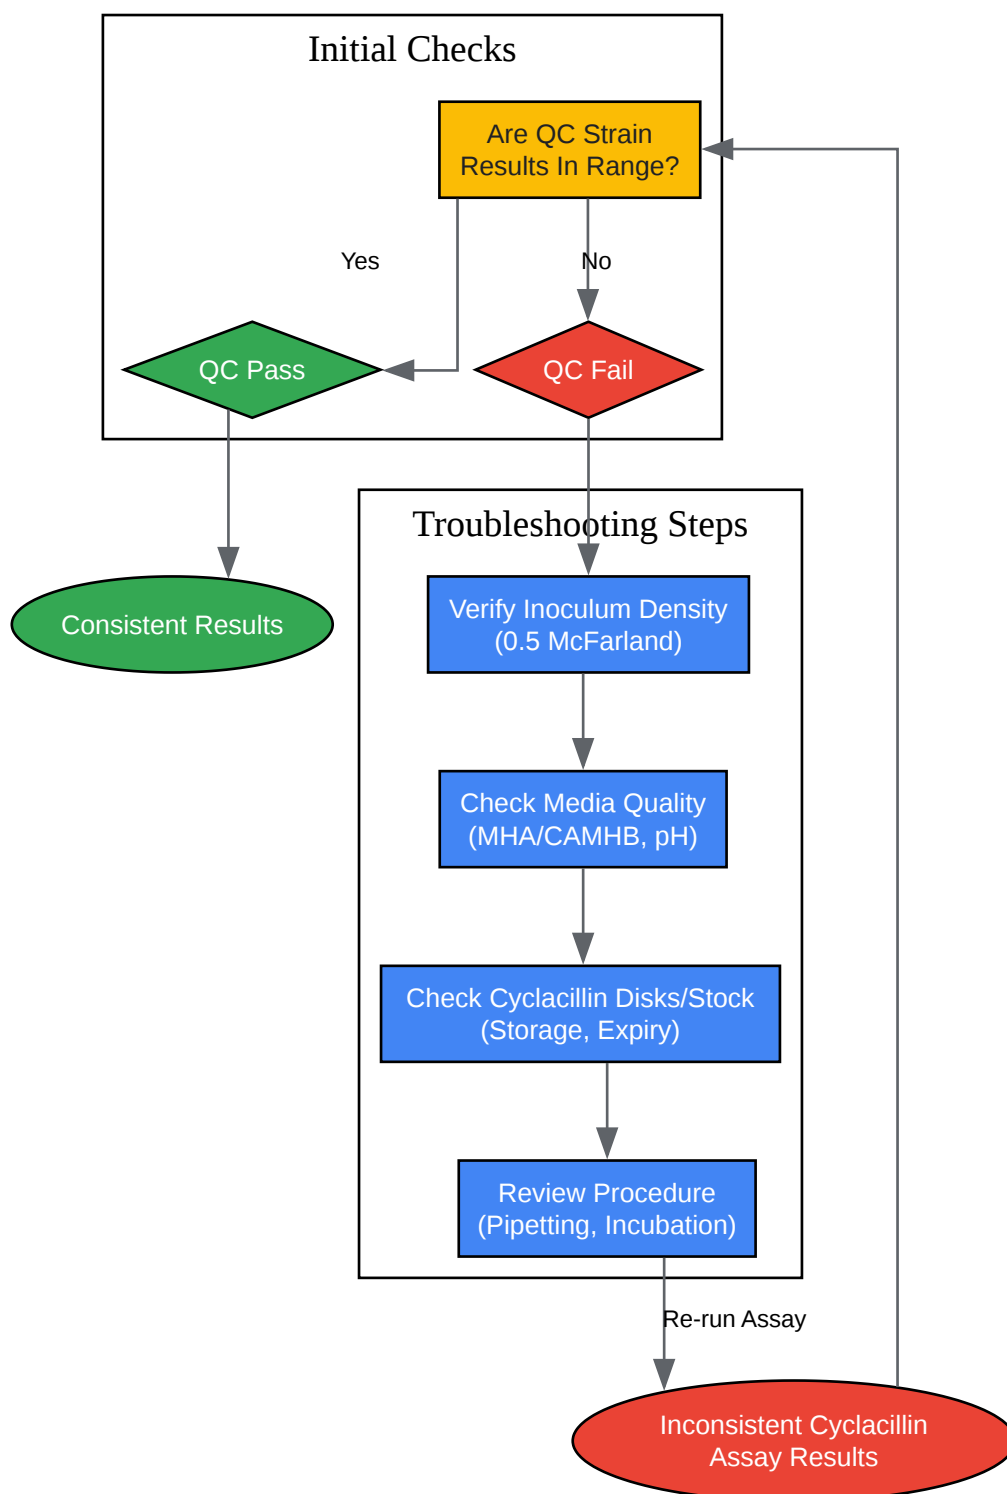 Initial Checks
Are QC Strain
Results In Range?
Yes
No
QC Pass
QC Fail
Troubleshooting Steps
Verify Inoculum Density
(0.5 McFarland)
Consistent Results
Check Media Quality
(MHA/CAMHB, pH)
Check Cyclacillin Disks/Stock
(Storage, Expiry)
Review Procedure
(Pipetting, Incubation)
Re-run Assay
Inconsistent Cyclacillin
Assay Results